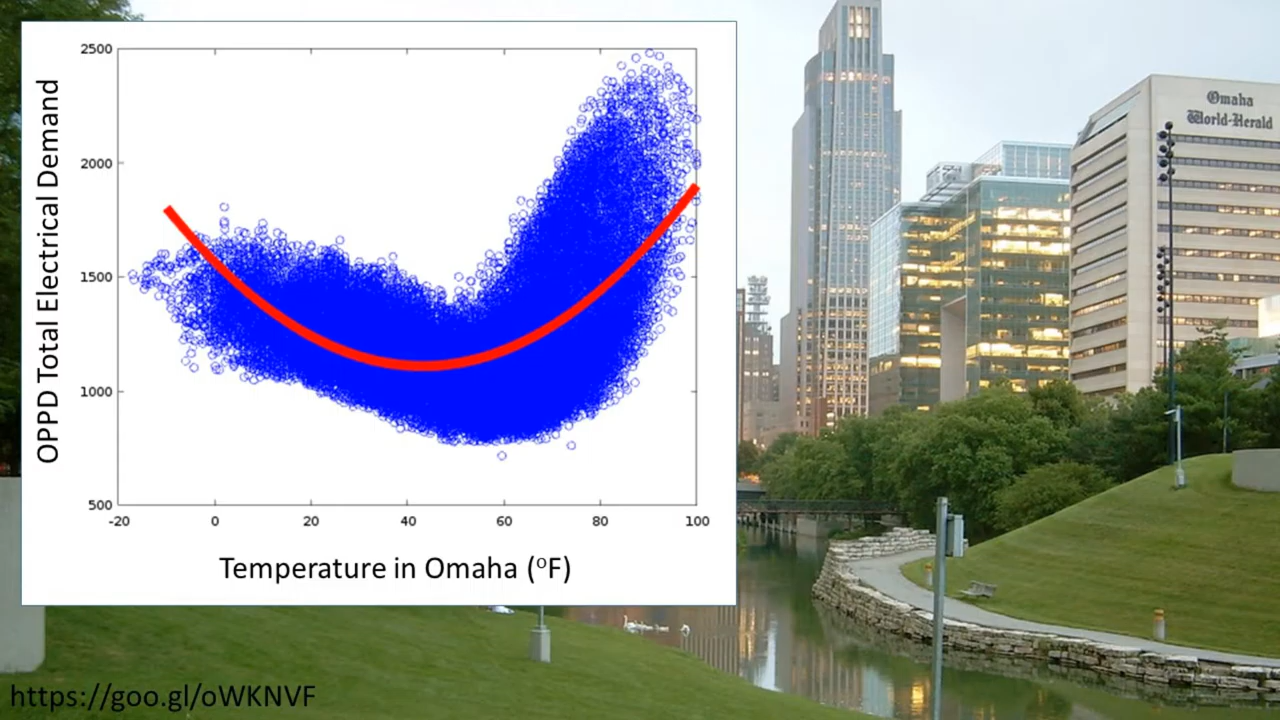 OPPD Total Electrical Demand
2500
2000
1500
1000
500
-20 0 20 40 60 80 100
Temperature in Omaha (ºF)
Omaha
World-Herald
https://goo.gl/oWKNVF